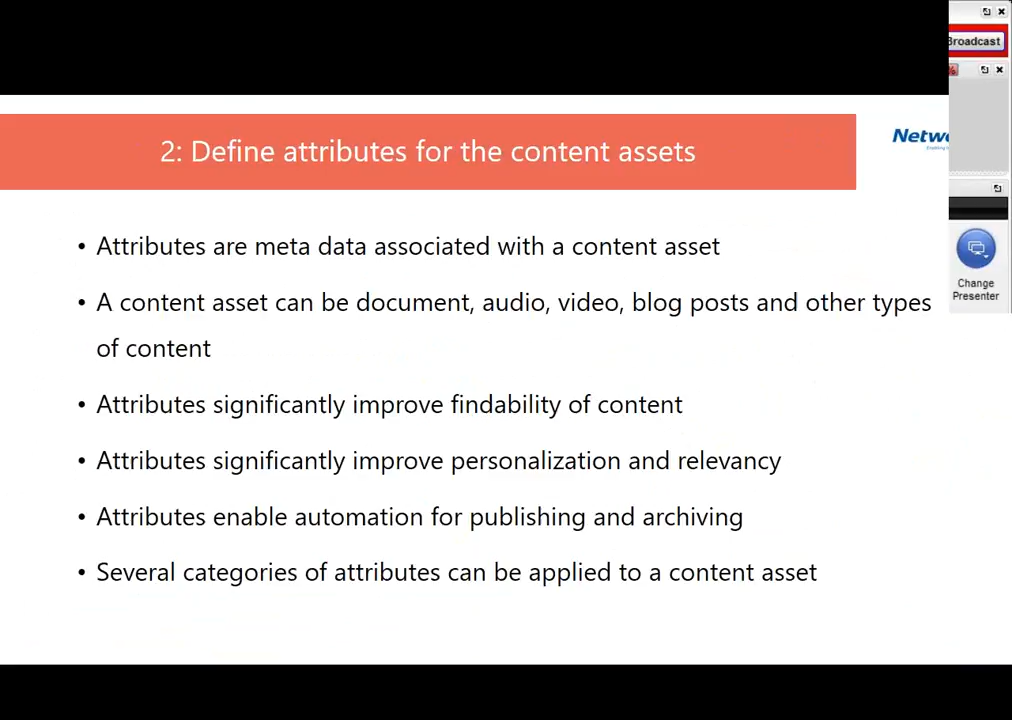 Broadcast
2: Define attributes for the content assets
• Attributes are meta data associated with a content asset
• A content asset can be document, audio, video, blog posts and other types
of content
• Attributes significantly improve findability of content
• Attributes significantly improve personalization and relevancy
• Attributes enable automation for publishing and archiving
• Several categories of attributes can be applied to a content asset
Change
Presenter